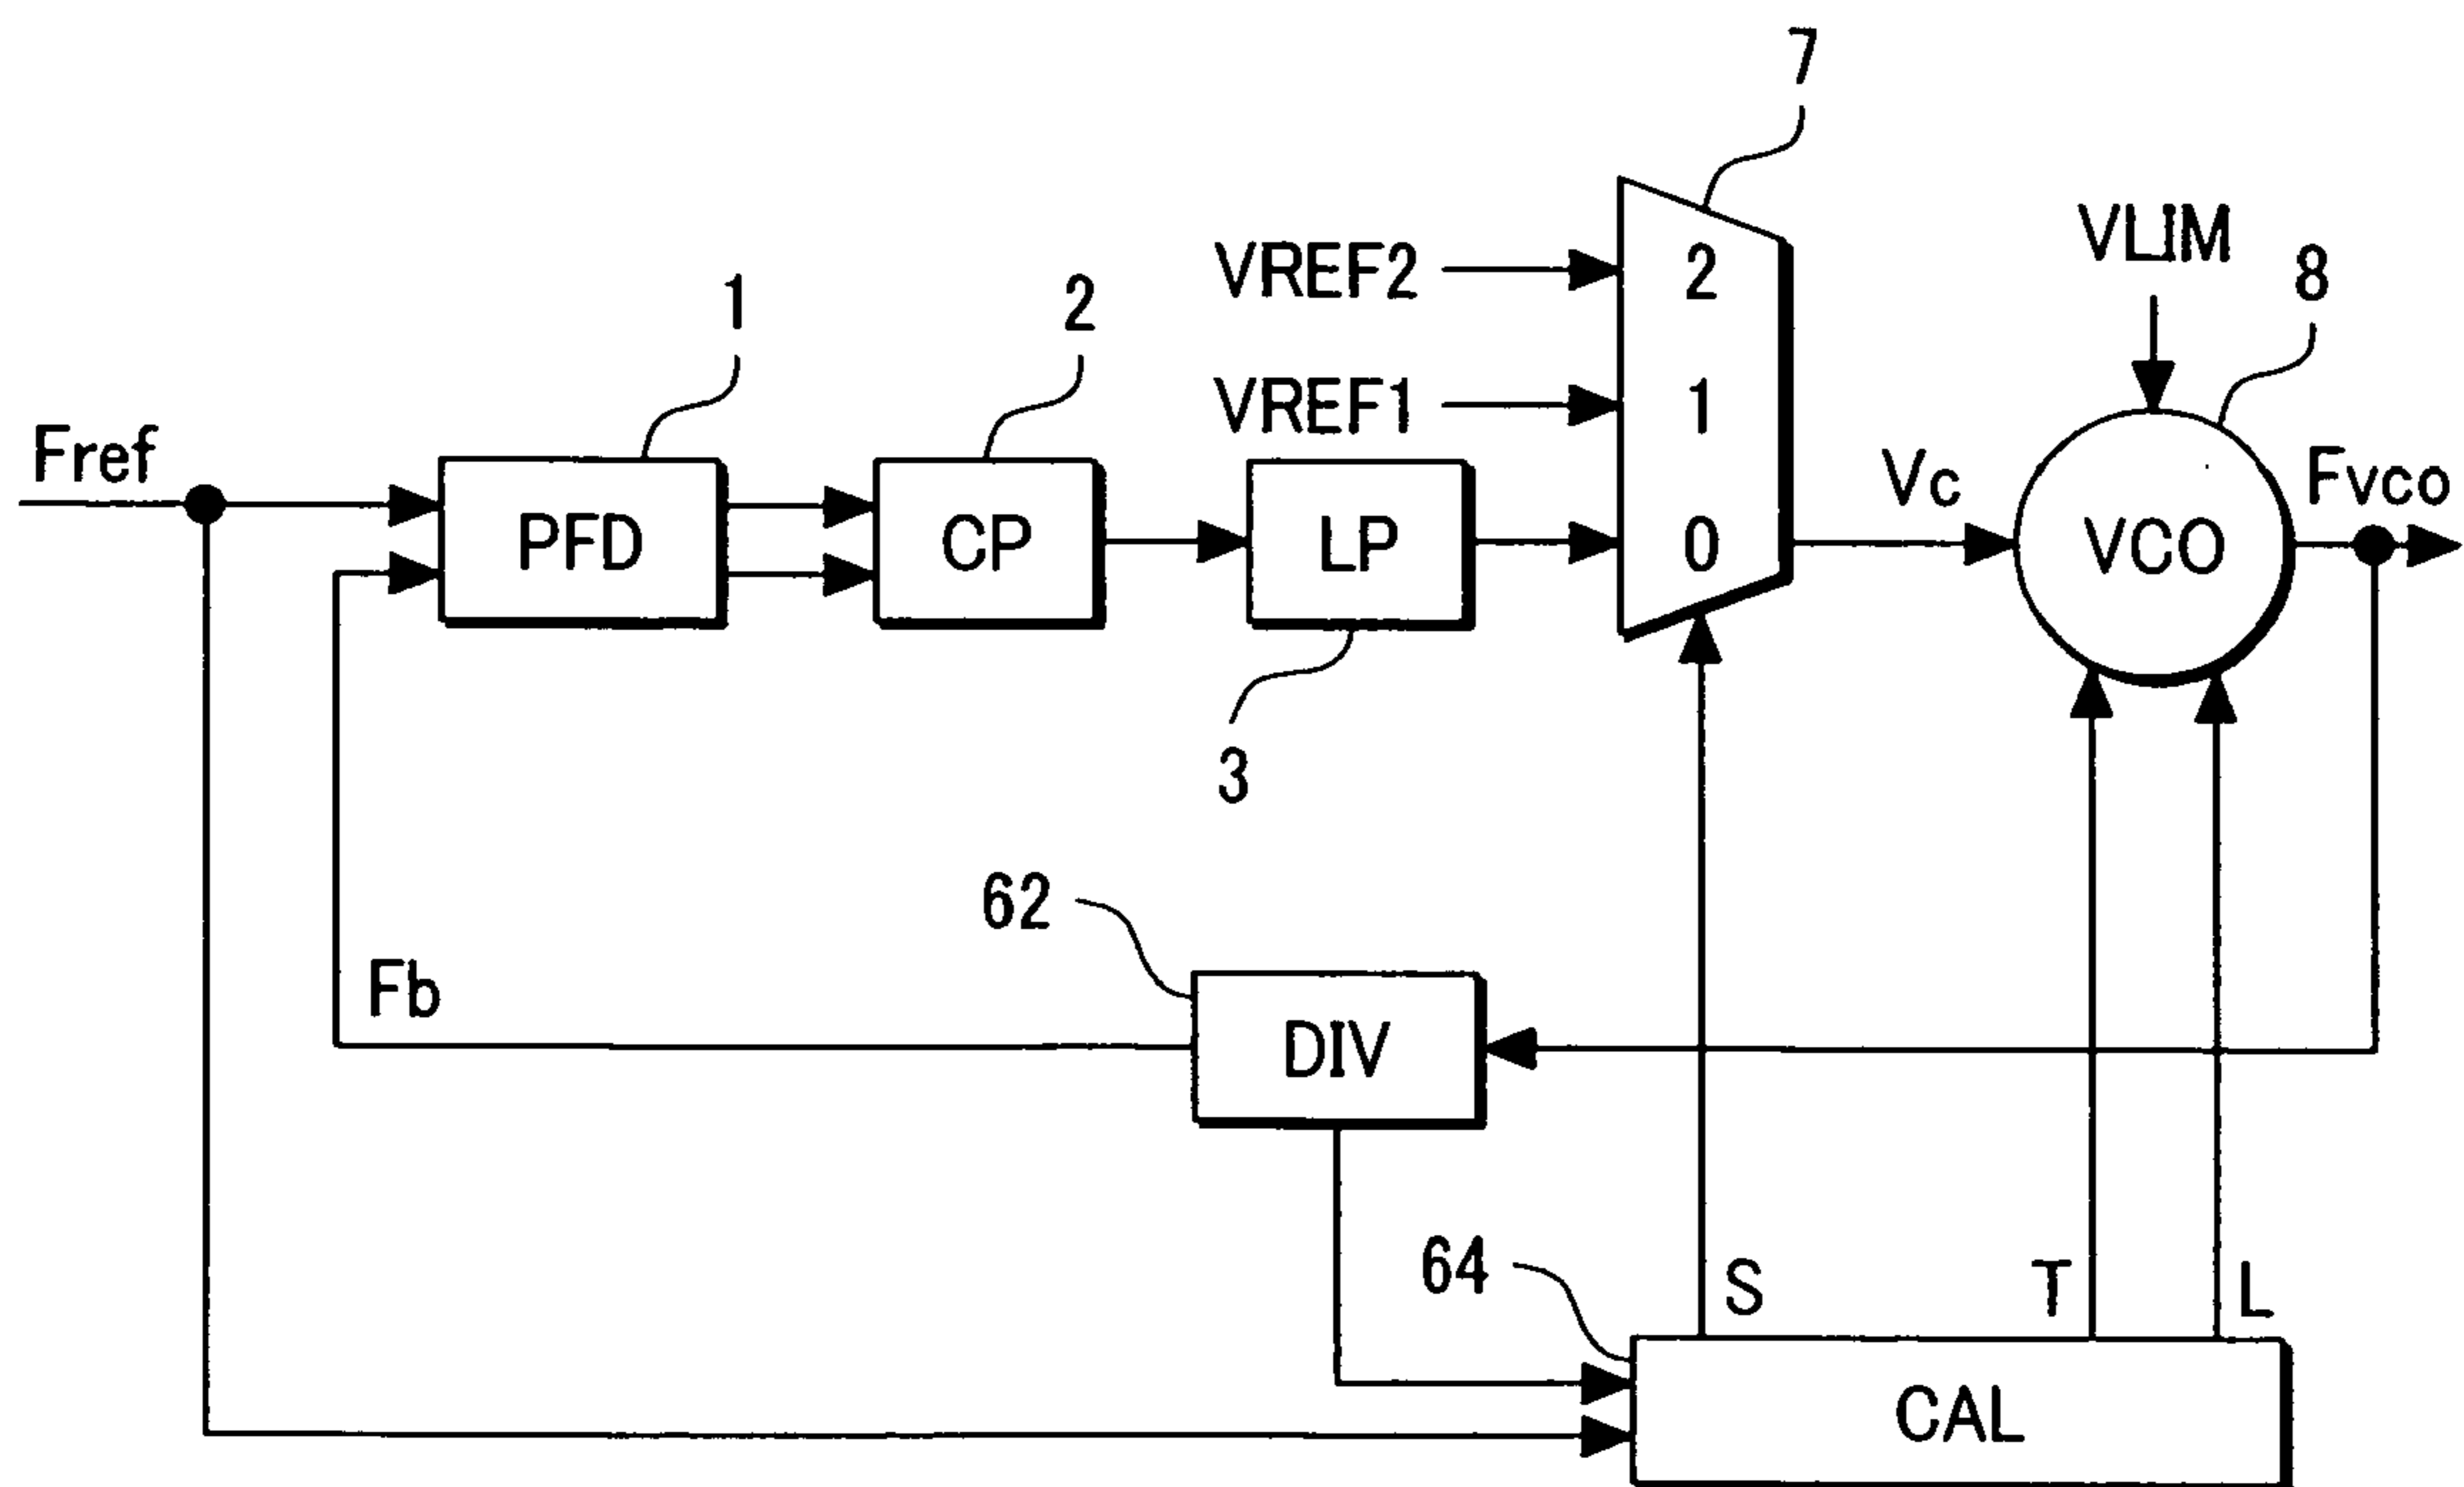 7
VREF2
2
VLIM
8
1
2
VREF1
1
Fref
PFD
CP
LP
0
Vc
VCO
Fvco
3
62
Fb
DIV
64
S
T
L
CAL